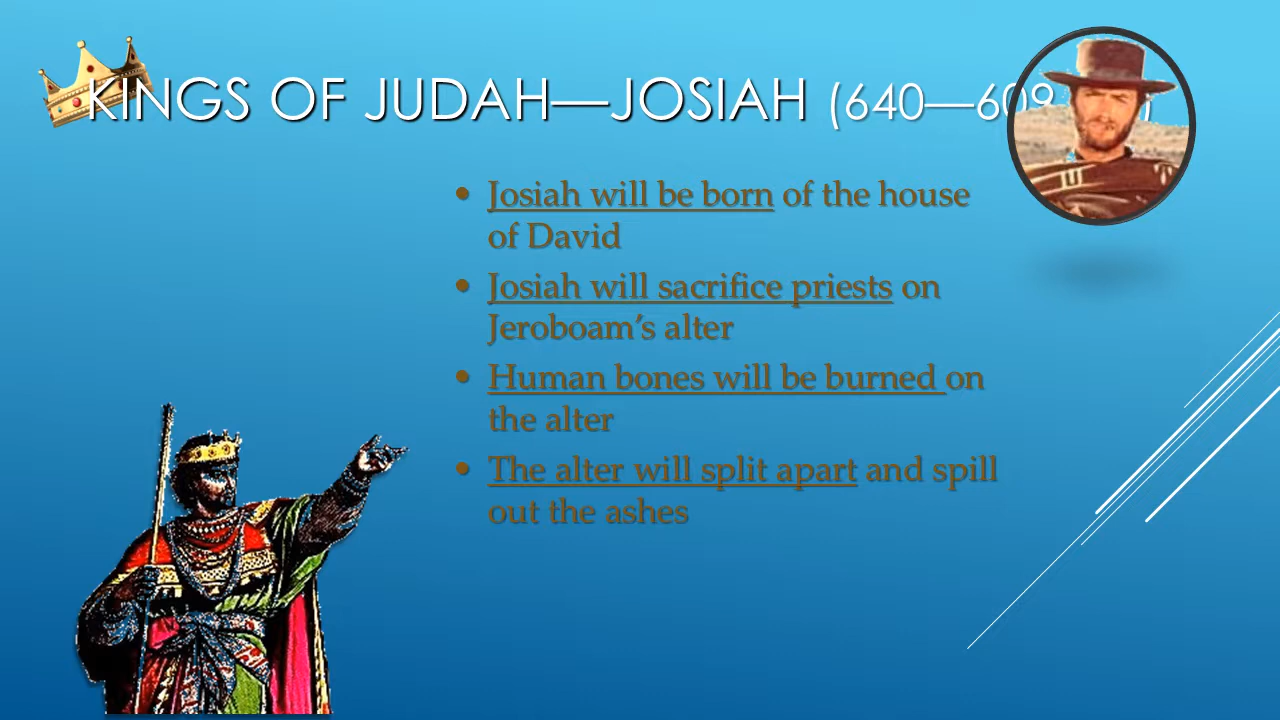 KINGS OF JUDAH—JOSIAH (640—609
• Josiah will be born of the house
of David
• Josiah will sacrifice priests on
Jeroboam’s alter
• Human bones will be burned on
the alter
• The alter will split apart and spill
out the ashes